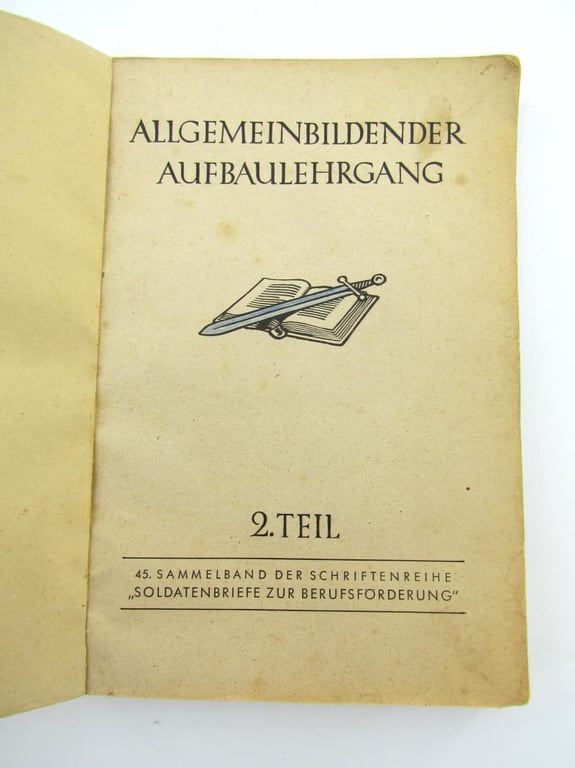 ALLGEMEINBILDENDER
AUFBAULEHRGANG
2. TEIL
45. SAMMELBAND DER SCHRIFTENREIHE
„SOLDATENBRIEFE ZUR BERUFSFÖRDERUNG“